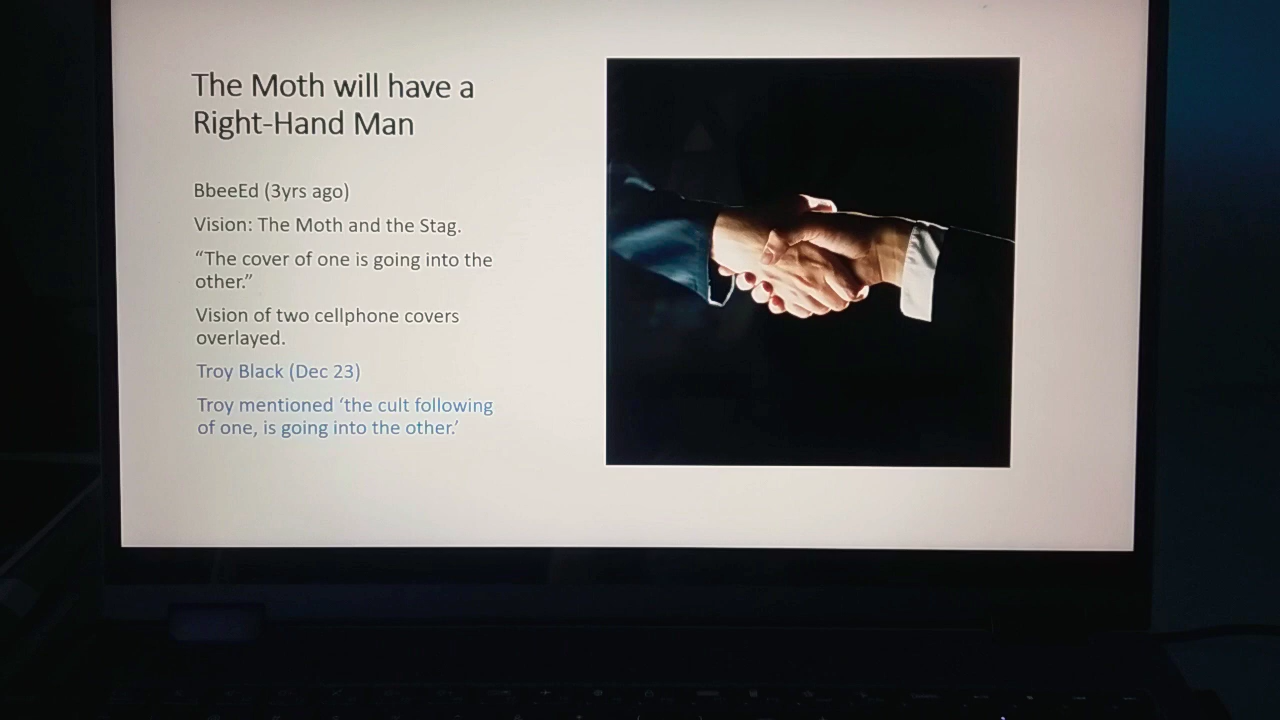 The Moth will have a
Right-Hand Man
BbeeEd (3yrs ago)
Vision: The Moth and the Stag.
“The cover of one is going into the
other.”
Vision of two cellphone covers
overlayed.
Troy Black (Dec 23)
Troy mentioned ‘the cult following
of one, is going into the other.’